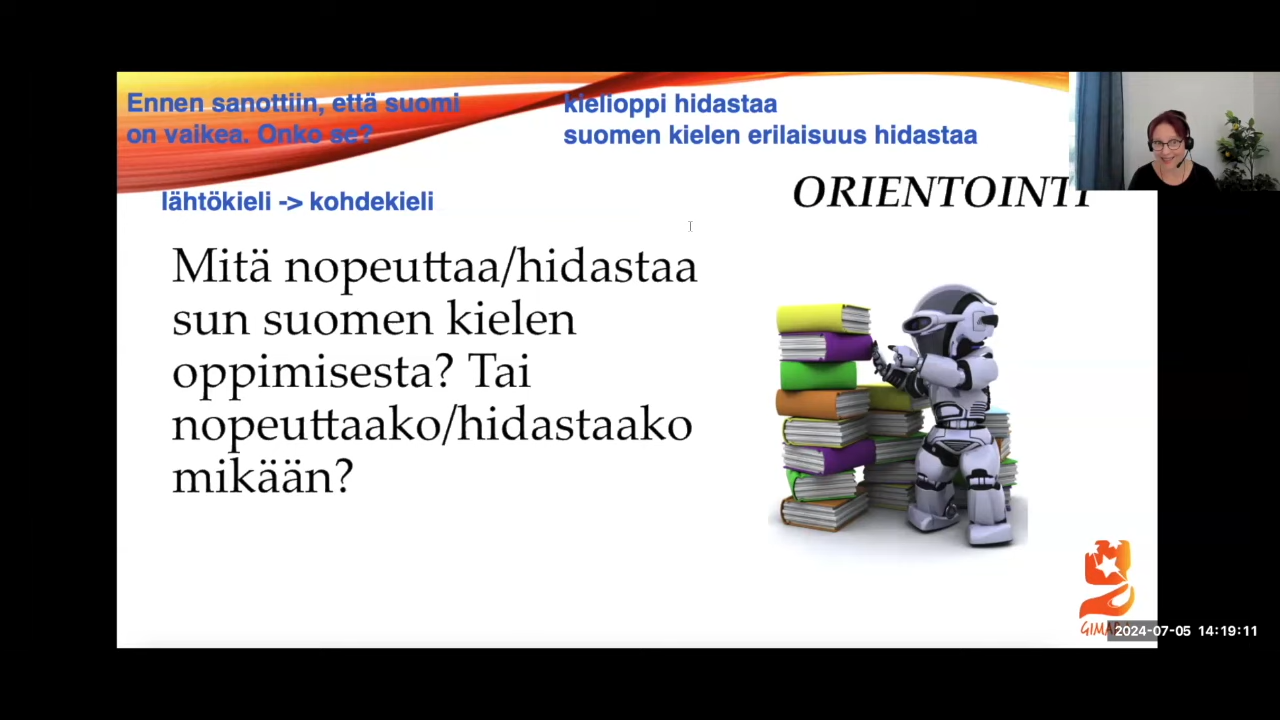 Ennen sanottiin, että suomi
on vaikea. Onko se?
kielioppi hidastaa
suomen kielen erilaisuus hidastaa
lähtökieli -> kohdekieli
ORIENTOINTI
Mitä nopeuttaa/hidastaa
sun suomen kielen
oppimisesta? Tai
nopeuttaako/hidastaako
mikään?
2024-07-05 14:19:11